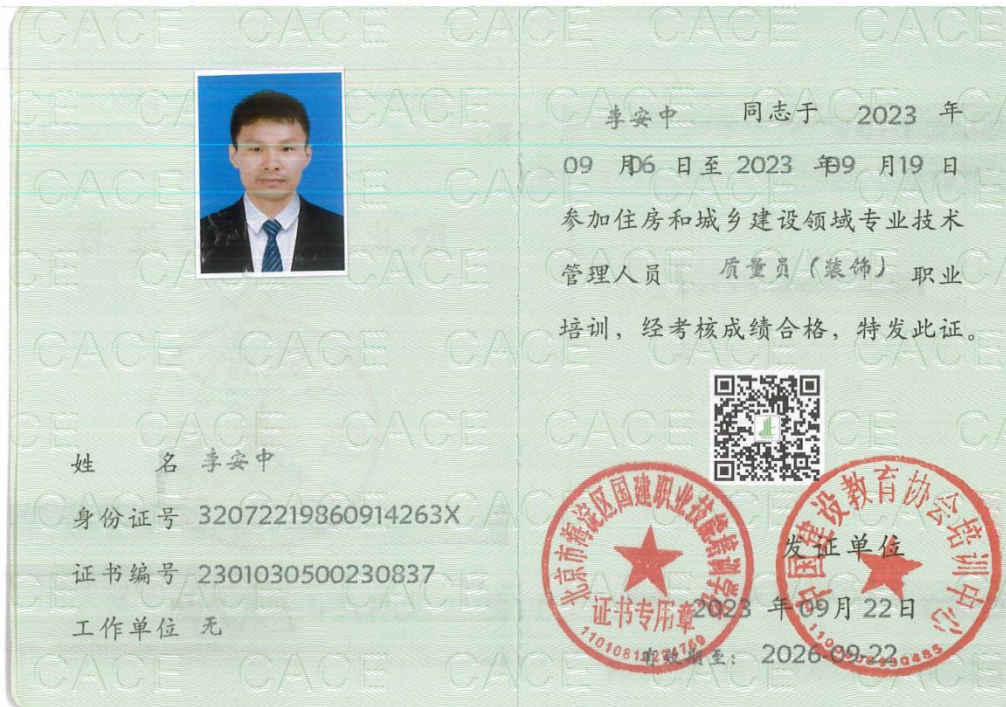 李安中 同志于 2023 年
09 月06 日至 2023 年09 月19 日
参加住房和城乡建设领域专业技术
管理人员 质量员（装饰） 职业
培训，经考核成绩合格，特发此证。
姓 名 李安中
身份证号 32072219860914263X
证书编号 2301030500230837
工作单位 无
北京市海淀区国建职业技能培训学校
证书专用章
中国建设教育协会培训中心
发证单位
2023 年 09月 22日
有效期至： 2026-09-22
CACE